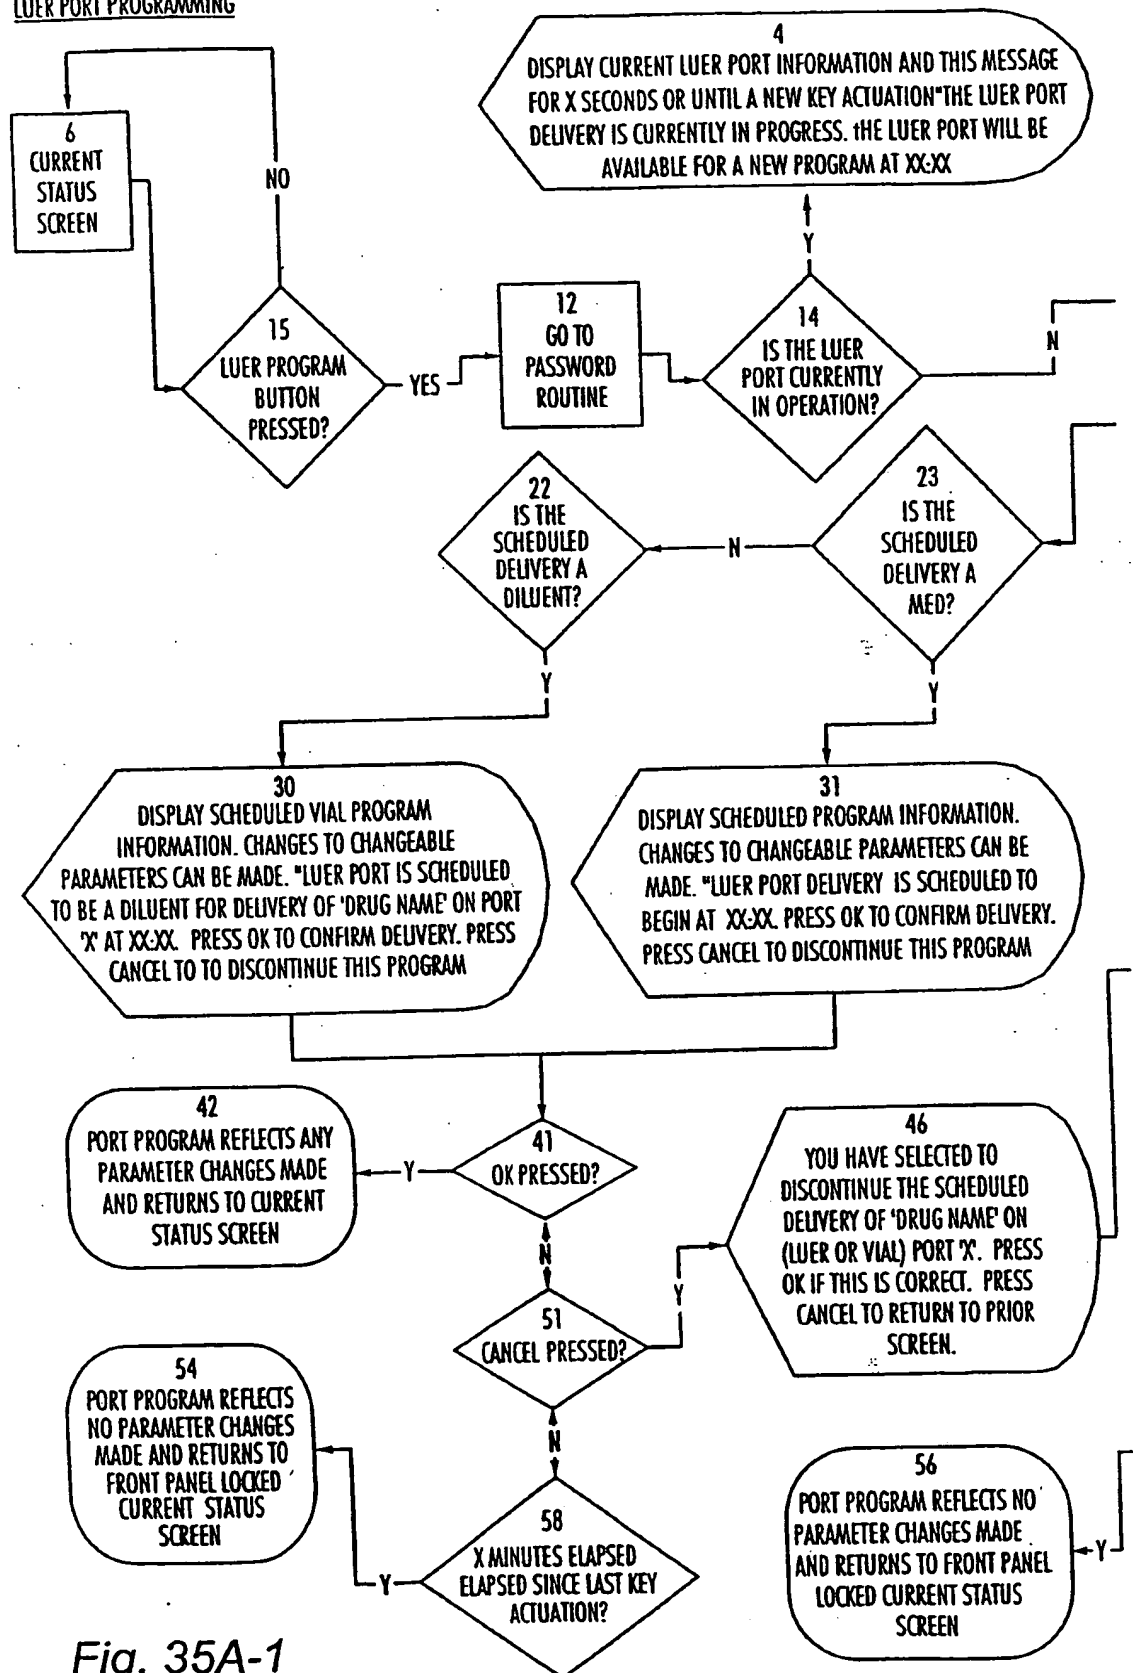 LUER PORT PROGRAMMING
4
DISPLAY CURRENT LUER PORT INFORMATION AND THIS MESSAGE
FOR X SECONDS OR UNTIL A NEW KEY ACTUATION"THE LUER PORT
DELIVERY IS CURRENTLY IN PROGRESS. tHE LUER PORT WILL BE
AVAILABLE FOR A NEW PROGRAM AT XX:XX
6
CURRENT
STATUS
SCREEN
NO
Y
15
LUER PROGRAM
BUTTON
PRESSED?
YES
12
GO TO
PASSWORD
ROUTINE
14
IS THE LUER
PORT CURRENTLY
IN OPERATION?
N
22
IS THE
SCHEDULED
DELIVERY A
DILUENT?
N
23
IS THE
SCHEDULED
DELIVERY A
MED?
Y
Y
30
DISPLAY SCHEDULED VIAL PROGRAM
INFORMATION. CHANGES TO CHANGEABLE
PARAMETERS CAN BE MADE. "LUER PORT IS SCHEDULED
TO BE A DILUENT FOR DELIVERY OF 'DRUG NAME' ON PORT
'X' AT XX:XX. PRESS OK TO CONFIRM DELIVERY. PRESS
CANCEL TO TO DISCONTINUE THIS PROGRAM
31
DISPLAY SCHEDULED PROGRAM INFORMATION.
CHANGES TO CHANGEABLE PARAMETERS CAN BE
MADE. "LUER PORT DELIVERY IS SCHEDULED TO
BEGIN AT XX:XX. PRESS OK TO CONFIRM DELIVERY.
PRESS CANCEL TO DISCONTINUE THIS PROGRAM
42
PORT PROGRAM REFLECTS ANY
PARAMETER CHANGES MADE
AND RETURNS TO CURRENT
STATUS SCREEN
Y
41
OK PRESSED?
N
46
YOU HAVE SELECTED TO
DISCONTINUE THE SCHEDULED
DELIVERY OF 'DRUG NAME' ON
(LUER OR VIAL) PORT 'X'. PRESS
OK IF THIS IS CORRECT. PRESS
CANCEL TO RETURN TO PRIOR
SCREEN.
51
CANCEL PRESSED?
Y
N
54
PORT PROGRAM REFLECTS
NO PARAMETER CHANGES
MADE AND RETURNS TO
FRONT PANEL LOCKED
CURRENT STATUS
SCREEN
Y
58
X MINUTES ELAPSED
ELAPSED SINCE LAST KEY
ACTUATION?
56
PORT PROGRAM REFLECTS NO
PARAMETER CHANGES MADE
AND RETURNS TO FRONT PANEL
LOCKED CURRENT STATUS
SCREEN
Y
Fig. 35A-1